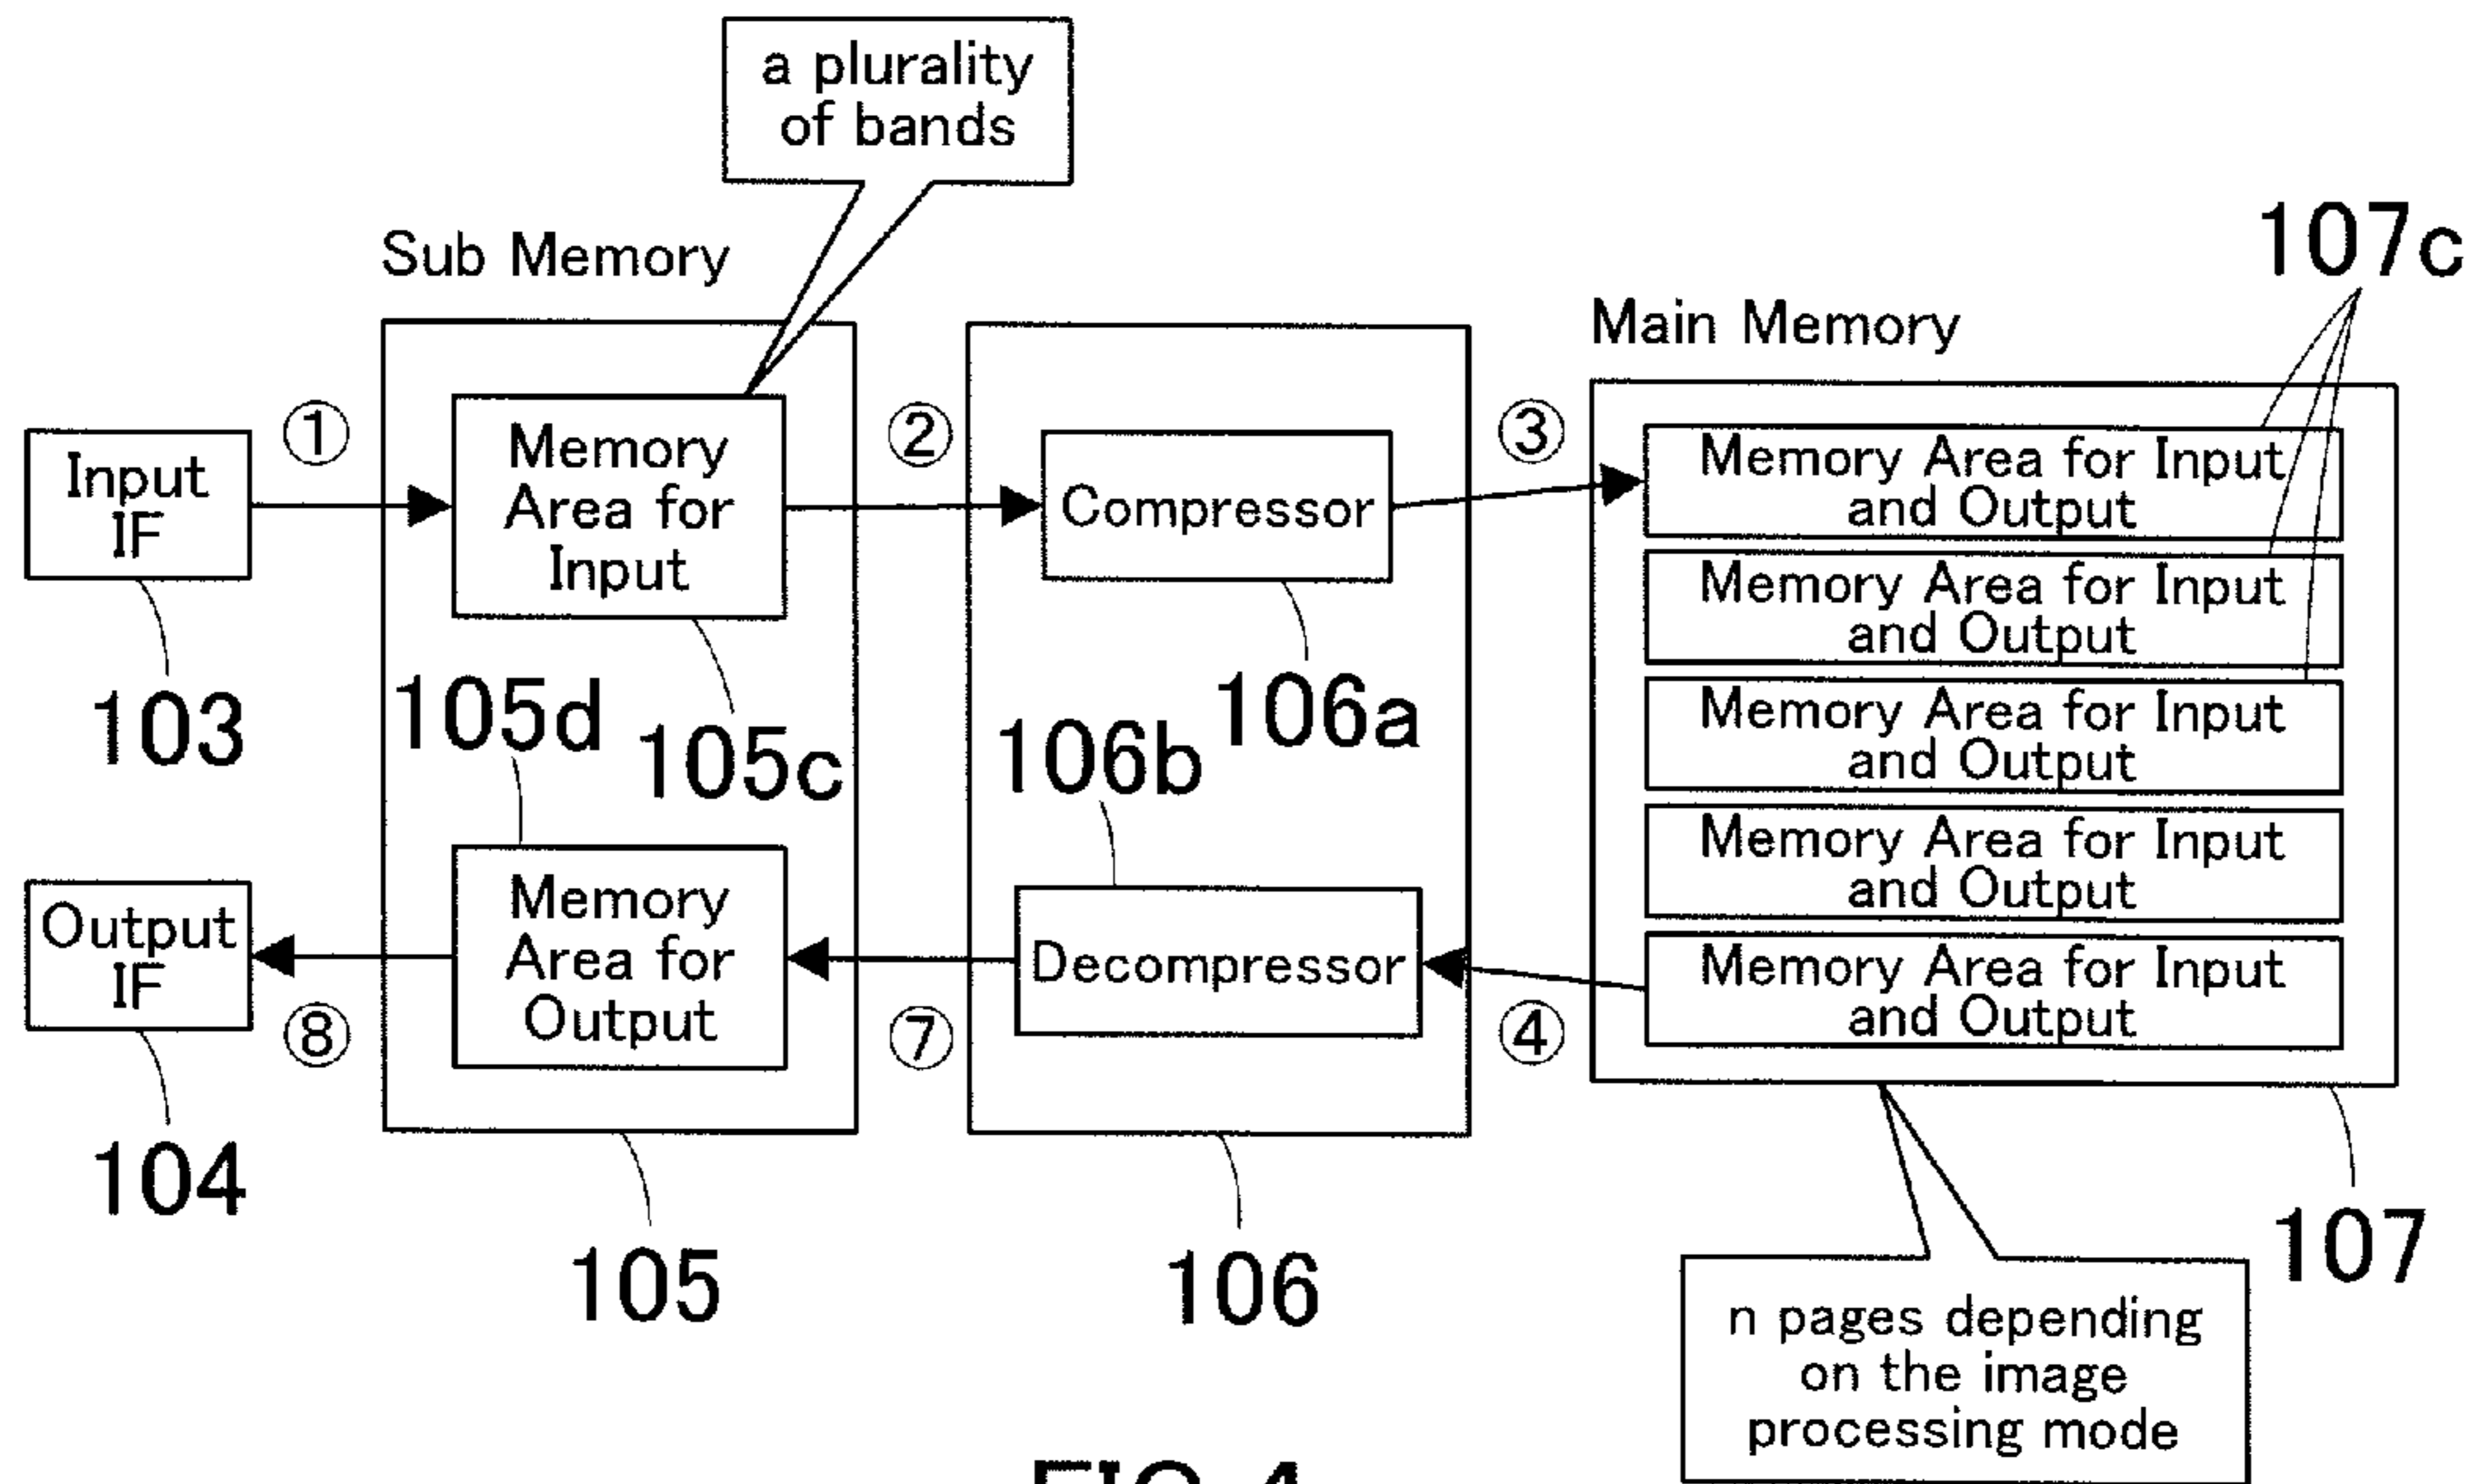 a plurality
of bands
Sub Memory
107c
Main Memory
①
②
③
Input
IF
Memory
Area for
Input
Compressor
Memory Area for Input
and Output
Memory Area for Input
and Output
Memory Area for Input
and Output
Memory Area for Input
and Output
Memory Area for Input
and Output
103
105d
105c
106b
106a
Output
IF
Memory
Area for
Output
Decompressor
⑧
⑦
④
104
105
106
107
n pages depending
on the image
processing mode